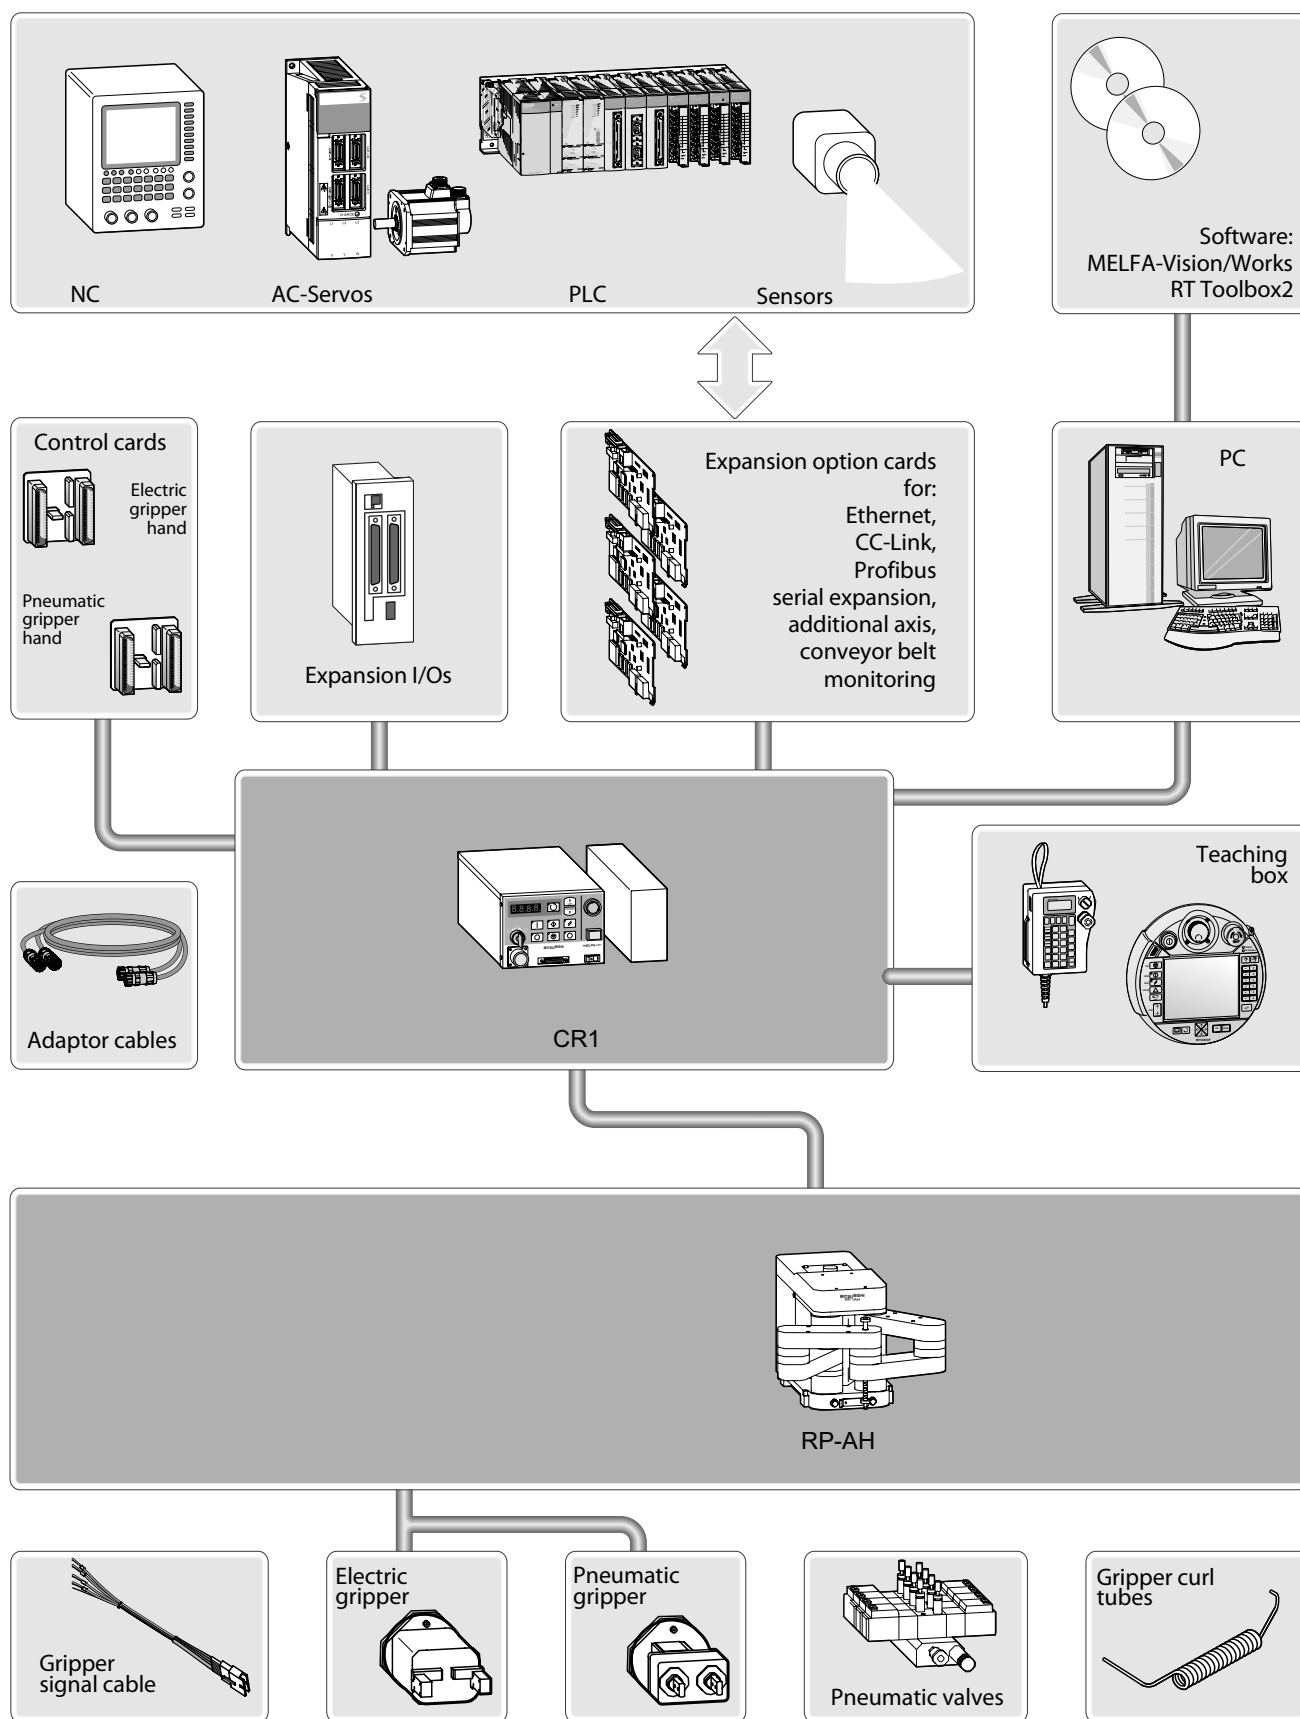 NC
AC-Servos
PLC
Sensors
Software:
MELFA-Vision/Works
RT Toolbox2
Control cards
Electric
gripper
hand
Pneumatic
gripper
hand
Expansion I/Os
Expansion option cards
for:
Ethernet,
CC-Link,
Profibus
serial expansion,
additional axis,
conveyor belt
monitoring
PC
Adaptor cables
CR1
Teaching
box
RP-AH
Gripper
signal cable
Electric
gripper
Pneumatic
gripper
Pneumatic valves
Gripper curl
tubes